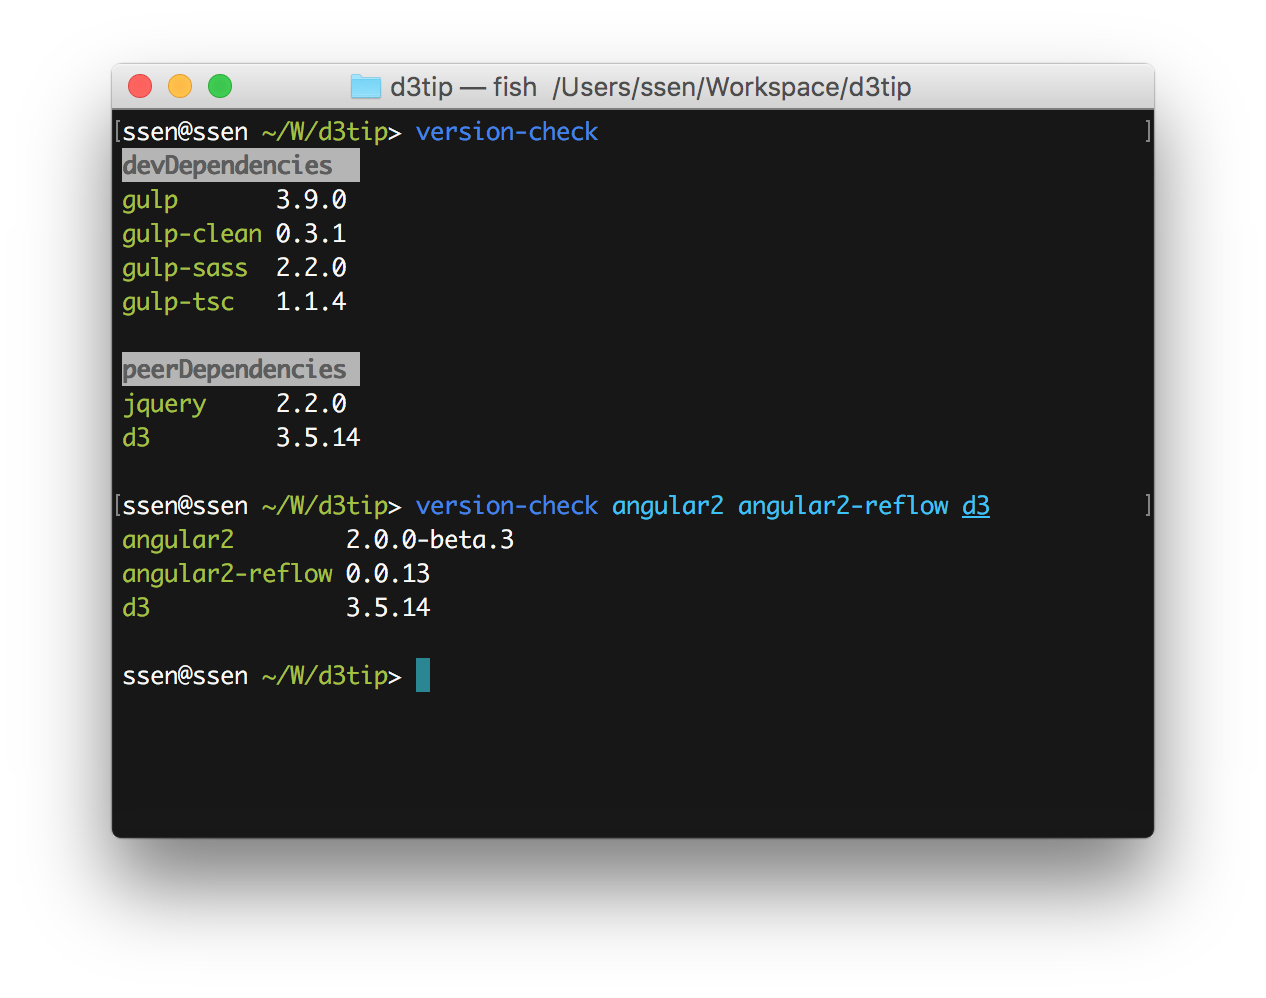 d3tip — fish /Users/ssen/Workspace/d3tip
[ssen@ssen ~/W/d3tip> version-check ]
devDependencies
gulp 3.9.0
gulp-clean 0.3.1
gulp-sass 2.2.0
gulp-tsc 1.1.4
peerDependencies
jquery 2.2.0
d3 3.5.14
[ssen@ssen ~/W/d3tip> version-check angular2 angular2-reflow d3 ]
angular2 2.0.0-beta.3
angular2-reflow 0.0.13
d3 3.5.14
ssen@ssen ~/W/d3tip>